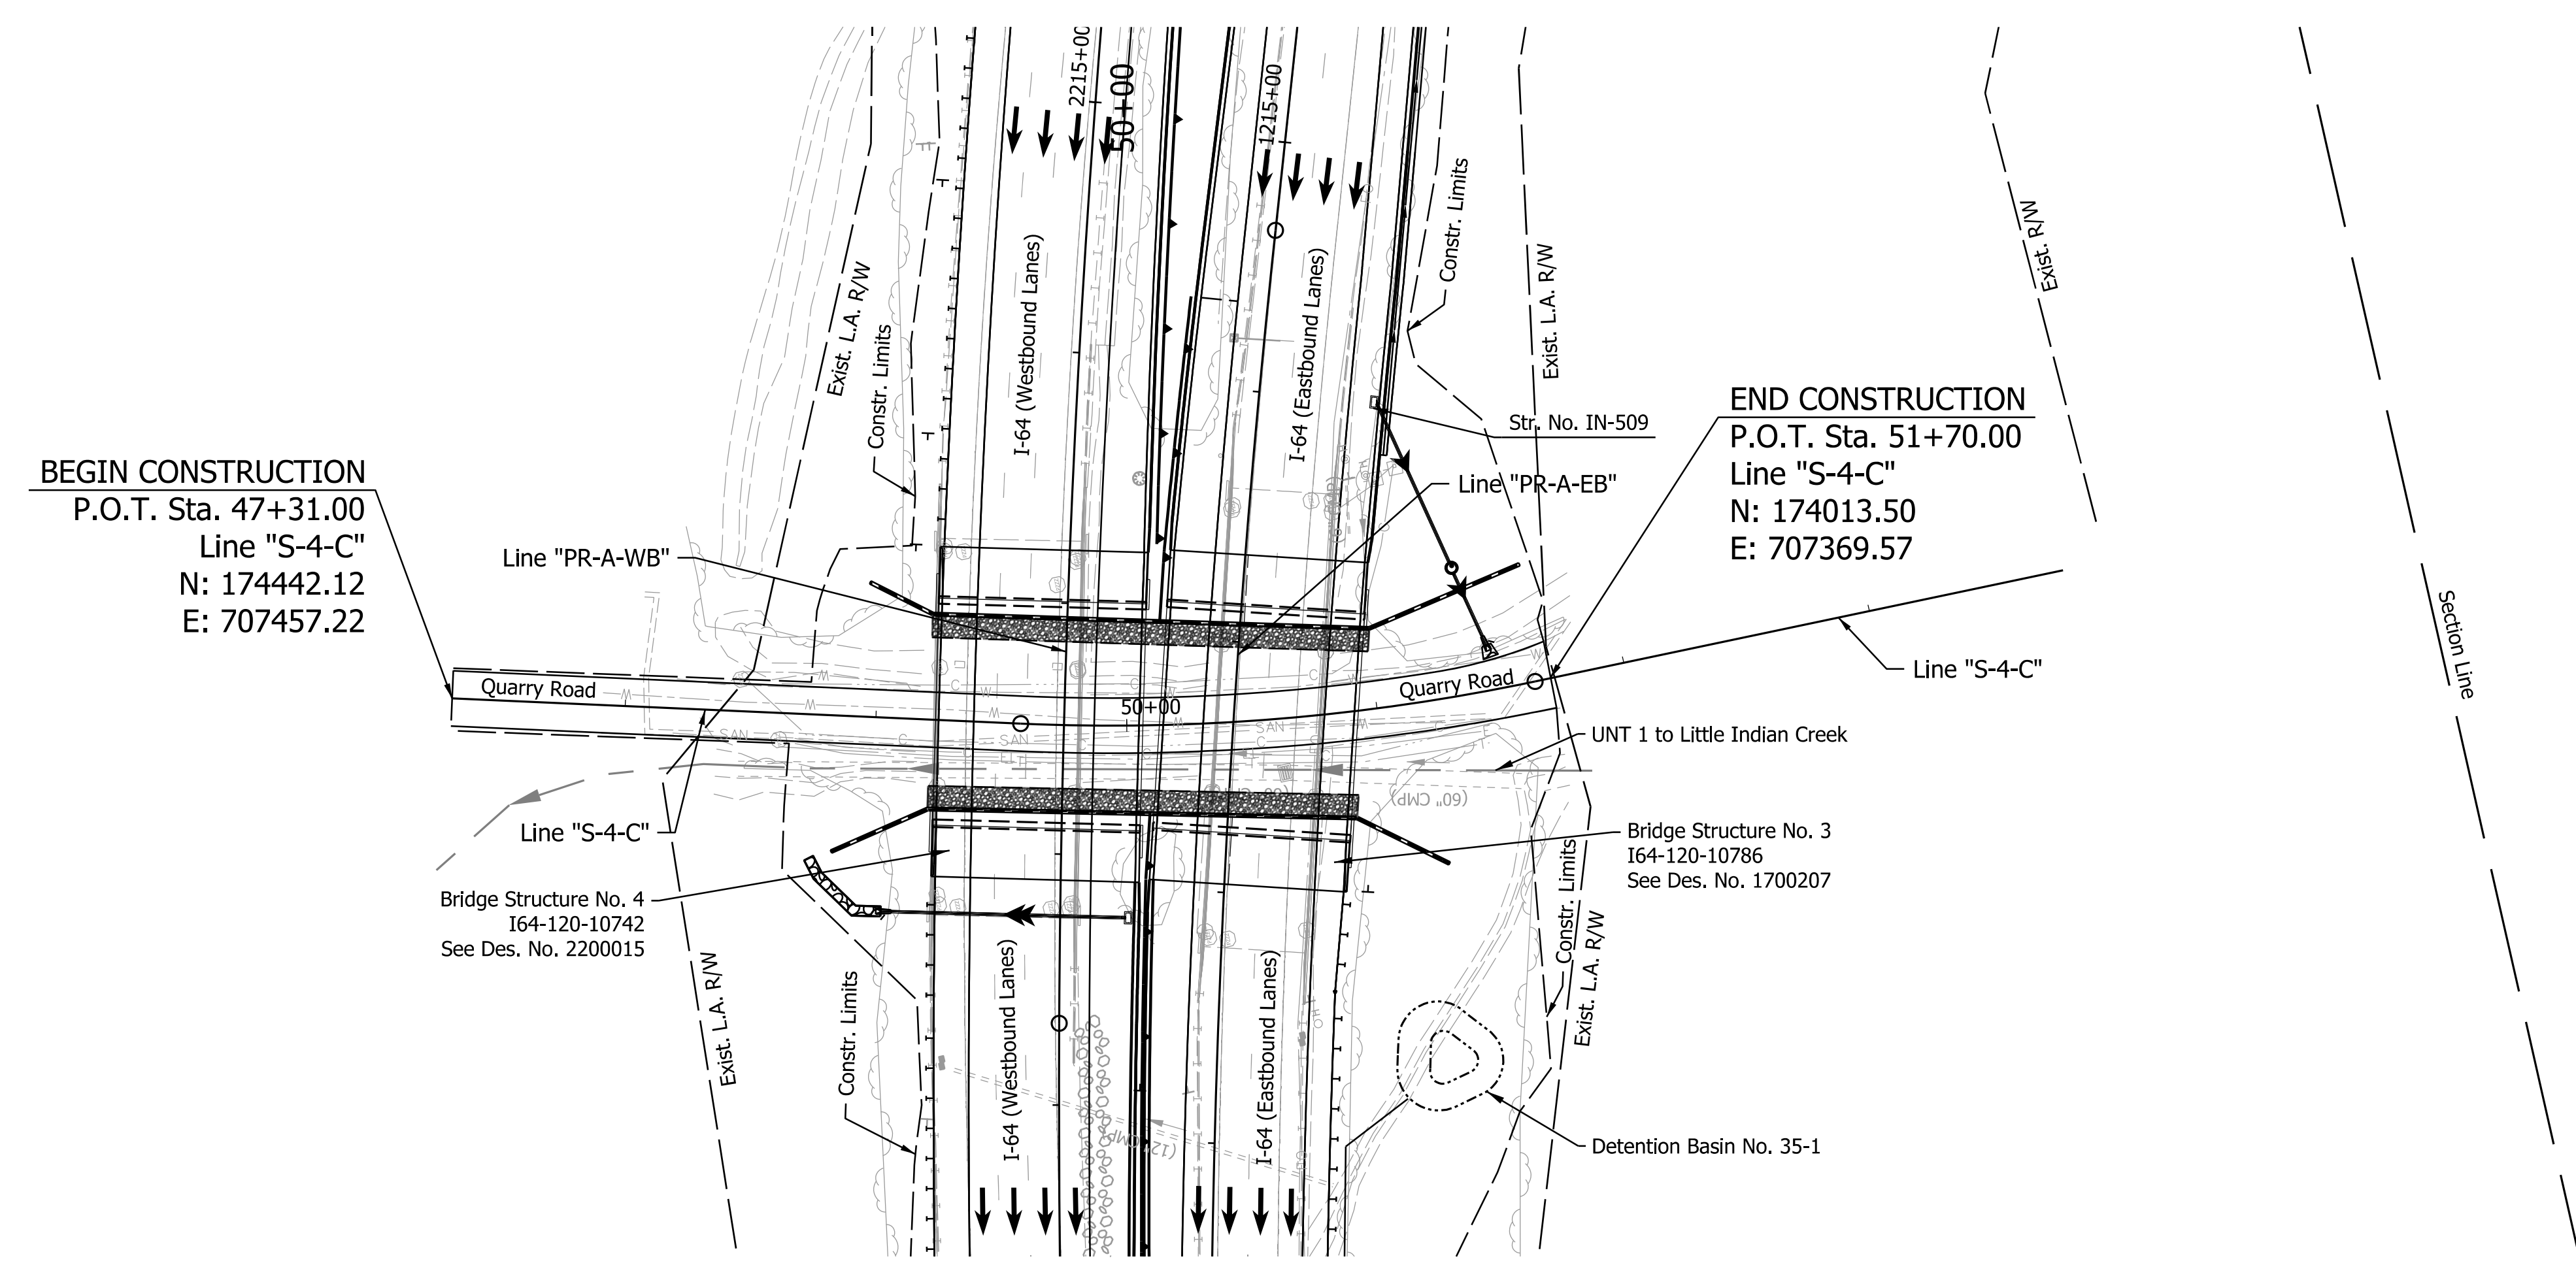 2215+00
50+00
1215+00
Exist. L.A. R/W
Constr. Limits
I-64 (Westbound Lanes)
I-64 (Eastbound Lanes)
Constr. Limits
Exist. L.A. R/W
Exist. R/W
Section Line
BEGIN CONSTRUCTION
P.O.T. Sta. 47+31.00
Line "S-4-C"
N: 174442.12
E: 707457.22
END CONSTRUCTION
P.O.T. Sta. 51+70.00
Line "S-4-C"
N: 174013.50
E: 707369.57
Str. No. IN-509
Line "PR-A-EB"
Line "PR-A-WB"
Quarry Road
50+00
Quarry Road
Line "S-4-C"
SAN
SAN
SAN
UNT 1 to Little Indian Creek
(60" CMP)
Line "S-4-C"
Bridge Structure No. 3
I64-120-10786
See Des. No. 1700207
Bridge Structure No. 4
I64-120-10742
See Des. No. 2200015
Exist. L.A. R/W
Constr. Limits
I-64 (Westbound Lanes)
I-64 (Eastbound Lanes)
Constr. Limits
Exist. L.A. R/W
(12" CMP)
Detention Basin No. 35-1